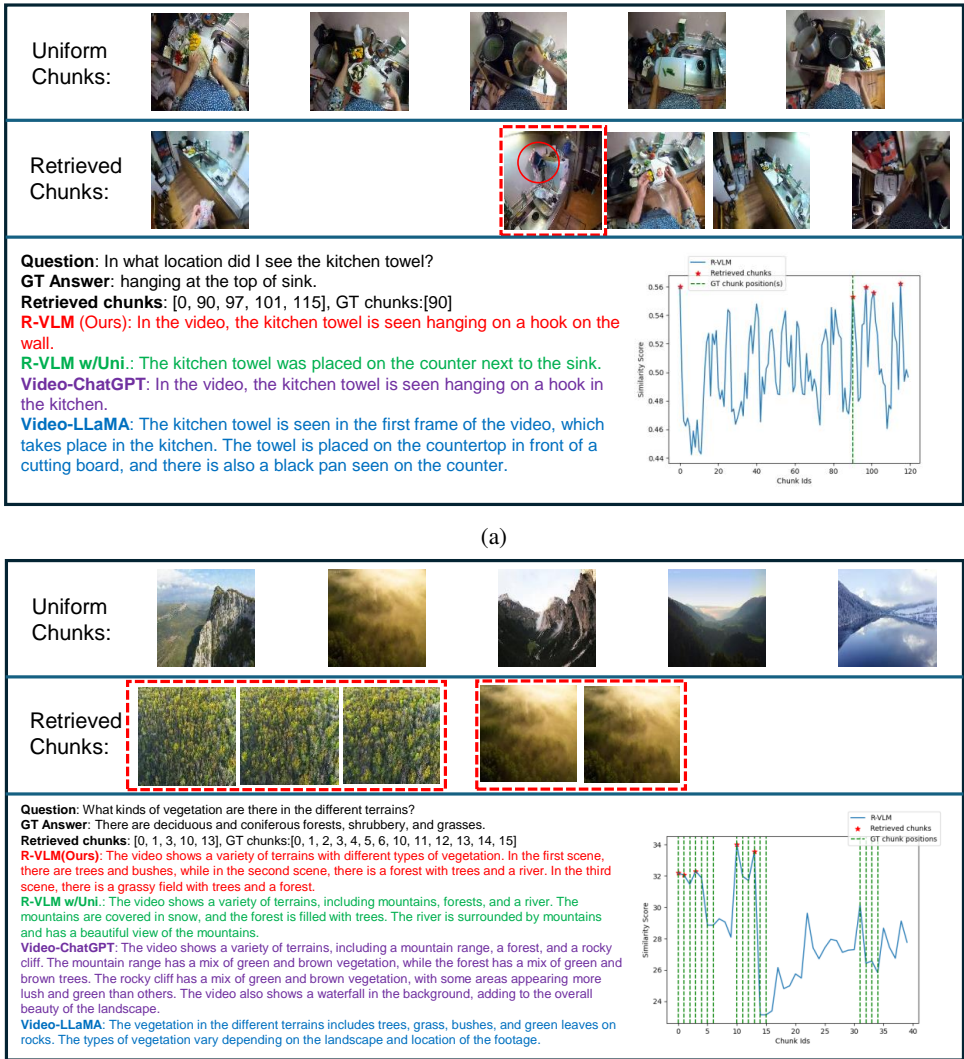 Uniform
Chunks:
Retrieved
Chunks:
Question: In what location did I see the kitchen towel?
GT Answer: hanging at the top of sink.
Retrieved chunks: [0, 90, 97, 101, 115], GT chunks:[90]
R-VLM (Ours): In the video, the kitchen towel is seen hanging on a hook on the
wall.
R-VLM w/Uni.: The kitchen towel was placed on the counter next to the sink.
Video-ChatGPT: In the video, the kitchen towel is seen hanging on a hook in
the kitchen.
Video-LLaMA: The kitchen towel is seen in the first frame of the video, which
takes place in the kitchen. The towel is placed on the countertop in front of a
cutting board, and there is also a black pan seen on the counter.
R-VLM
Retrieved chunks
GT chunk position(s)
Similarity Score
0.56
0.54
0.52
0.50
0.48
0.46
0.44
0 20 40 60 80 100 120
Chunk Ids
(a)
Uniform
Chunks:
Retrieved
Chunks:
Question: What kinds of vegetation are there in the different terrains?
GT Answer: There are deciduous and coniferous forests, shrubbery, and grasses.
Retrieved chunks: [0, 1, 3, 10, 13], GT chunks:[0, 1, 2, 3, 4, 5, 6, 10, 11, 12, 13, 14, 15]
R-VLM(Ours): The video shows a variety of terrains with different types of vegetation. In the first scene,
there are trees and bushes, while in the second scene, there is a forest with trees and a river. In the third
scene, there is a grassy field with trees and a forest.
R-VLM w/Uni.: The video shows a variety of terrains, including mountains, forests, and a river. The
mountains are covered in snow, and the forest is filled with trees. The river is surrounded by mountains
and has a beautiful view of the mountains.
Video-ChatGPT: The video shows a variety of terrains, including a mountain range, a forest, and a rocky
cliff. The mountain range has a mix of green and brown vegetation, while the forest has a mix of green and
brown trees. The rocky cliff has a mix of green and brown vegetation, with some areas appearing more
lush and green than others. The video also shows a waterfall in the background, adding to the overall
beauty of the landscape.
Video-LLaMA: The vegetation in the different terrains includes trees, grass, bushes, and green leaves on
rocks. The types of vegetation vary depending on the landscape and location of the footage.
R-VLM
Retrieved chunks
GT chunk positions
Similarity Score
34
32
30
28
26
24
0 5 10 15 20 25 30 35 40
Chunk Ids